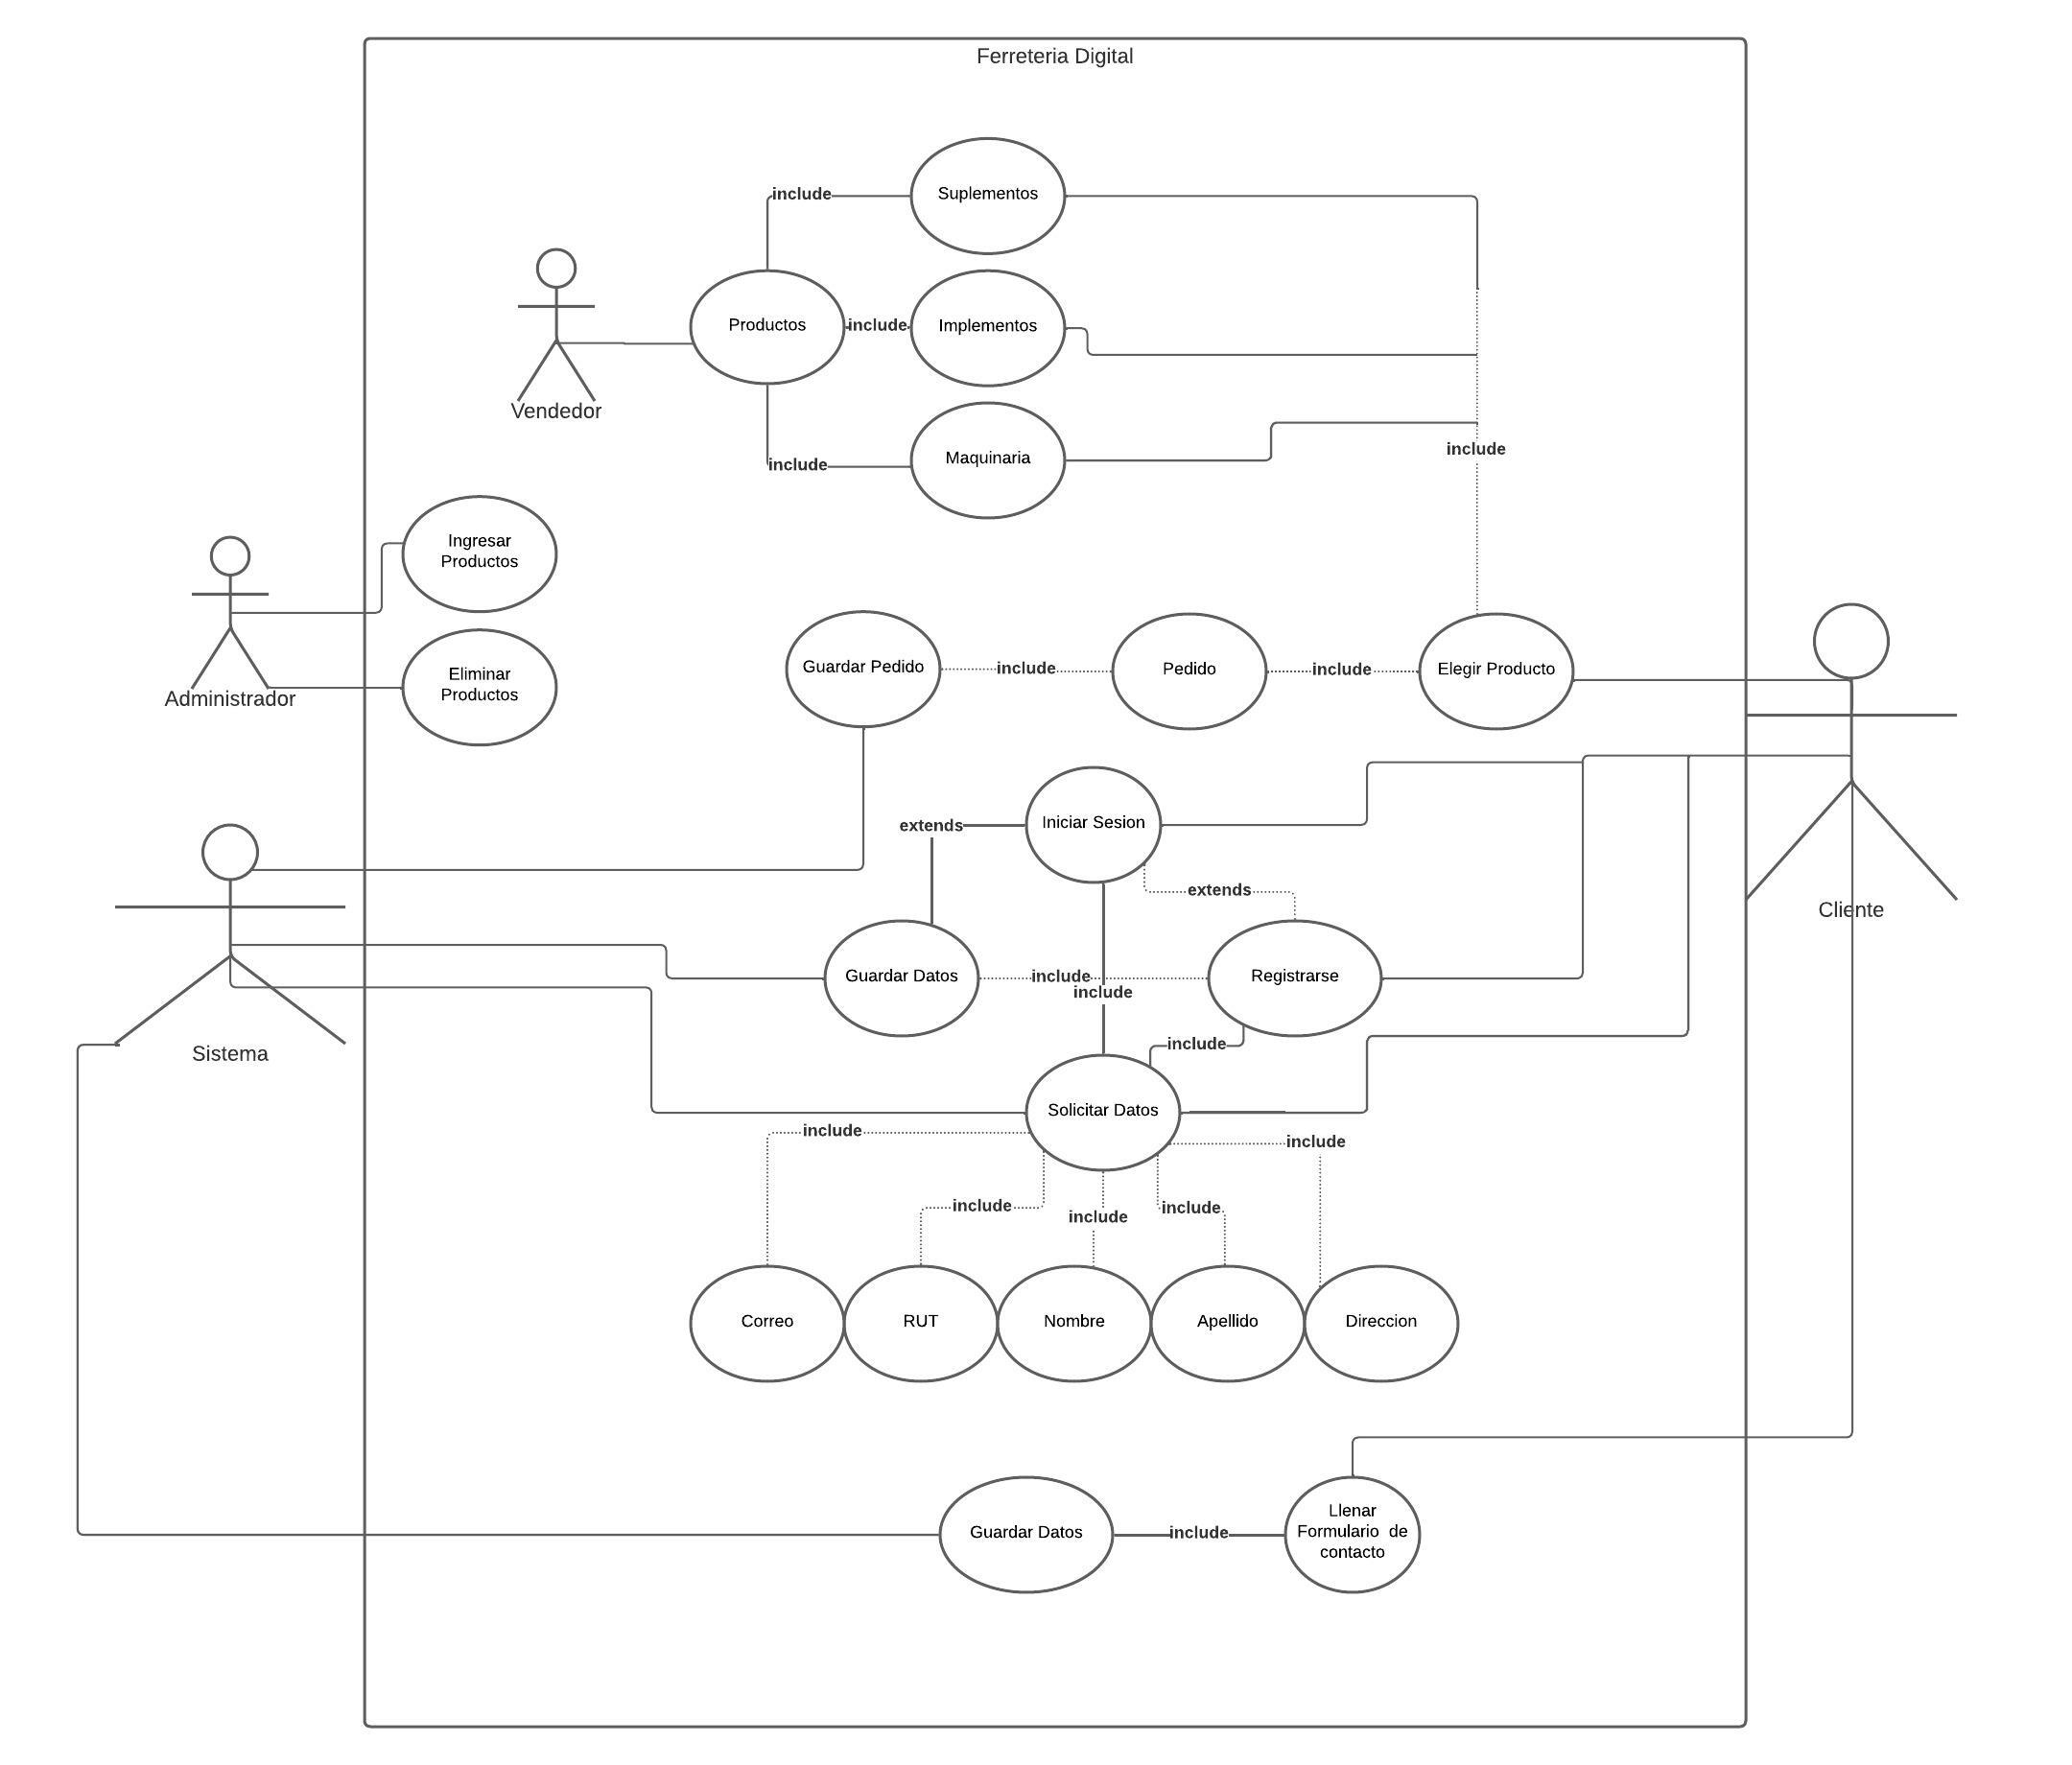 Ferreteria Digital
include
Suplementos
Productos
include
Implementos
Vendedor
include
Maquinaria
include
Ingresar
Productos
Eliminar
Productos
Administrador
Guardar Pedido
include
Pedido
include
Elegir Producto
extends
Iniciar Sesion
extends
Cliente
Guardar Datos
include
include
Registrarse
include
Sistema
Solicitar Datos
include
include
include
include
include
Correo
RUT
Nombre
Apellido
Direccion
Guardar Datos
include
Llenar
Formulario de
contacto